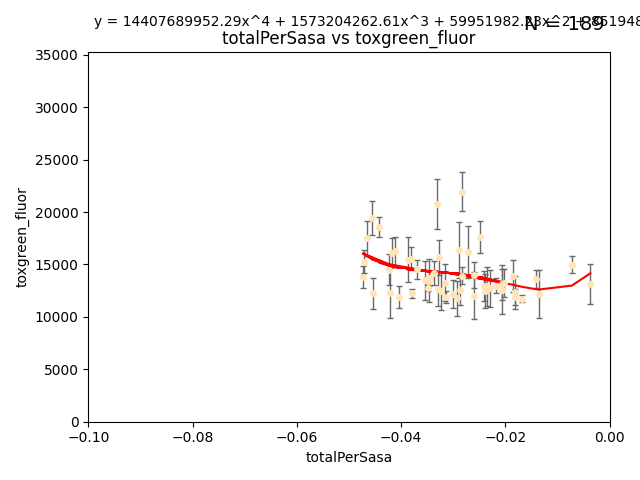 y = 14407689952.29x^4 + 1573204262.61x^3 +
N = 189
totalPerSasa vs toxgreen_fluor
35000
30000
25000
20000
15000
10000
5000
0
toxgreen_fluor
−0.10
−0.08
−0.06
−0.04
−0.02
0.00
totalPerSasa